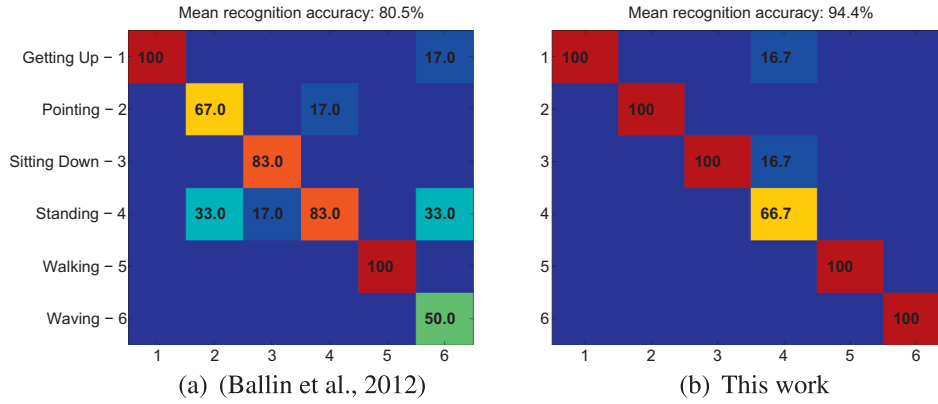 Mean recognition accuracy: 80.5%
Getting Up − 1 100 17.0
Pointing − 2 67.0 17.0
Sitting Down − 3 83.0
Standing − 4 33.0 17.0 83.0 33.0
Walking − 5 100
Waving − 6 50.0
1 2 3 4 5 6
(a) (Ballin et al., 2012)
Mean recognition accuracy: 94.4%
1 100 16.7
2 100
3 100 16.7
4 66.7
5 100
6 100
1 2 3 4 5 6
(b) This work